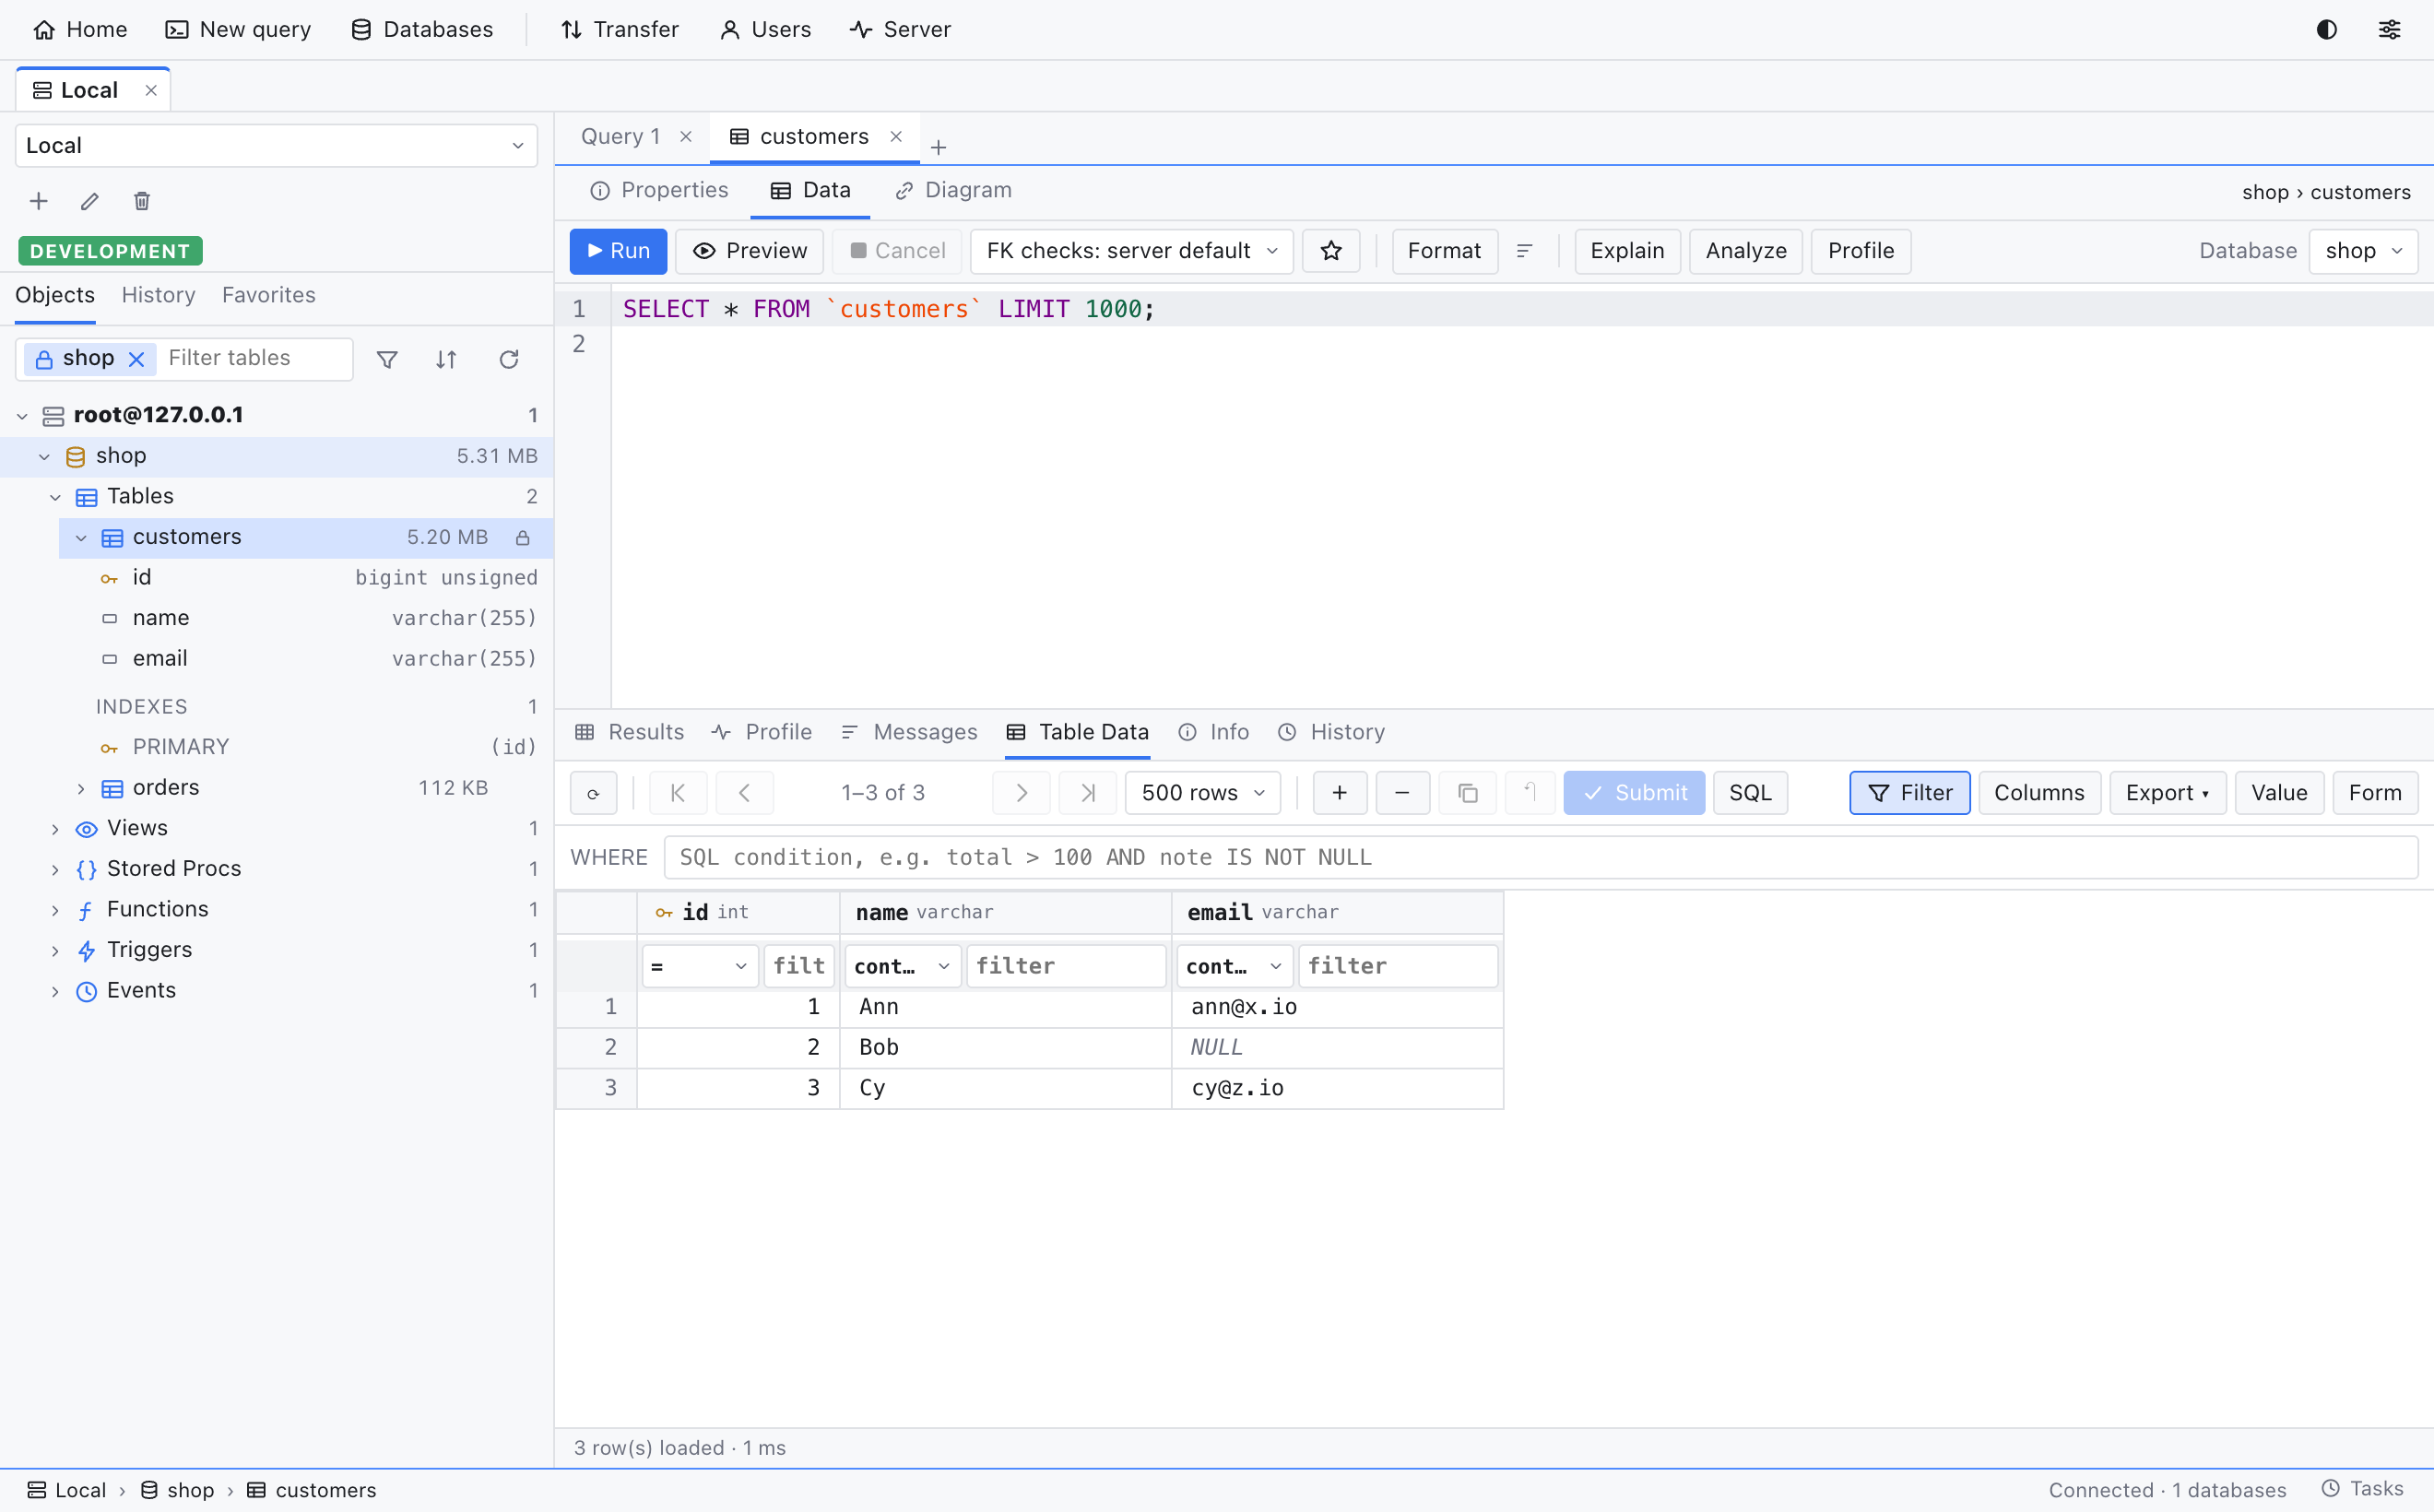 Home New query Databases Transfer Users Server
Local
Local
DEVELOPMENT
Objects History Favorites
shop Filter tables
root@127.0.0.1 1
shop 5.31 MB
Tables 2
customers 5.20 MB
id bigint unsigned
name varchar(255)
email varchar(255)
INDEXES 1
PRIMARY (id)
orders 112 KB
Views 1
Stored Procs 1
Functions 1
Triggers 1
Events 1
Query 1 customers
Properties Data Diagram shop › customers
Run Preview Cancel FK checks: server default Format Explain Analyze Profile Database shop
1 SELECT * FROM `customers` LIMIT 1000;
2
Results Profile Messages Table Data Info History
1–3 of 3 500 rows + − Submit SQL Filter Columns Export Value Form
WHERE SQL condition, e.g. total > 100 AND note IS NOT NULL
id int name varchar email varchar
= filt cont… filter cont… filter
1 1 Ann ann@x.io
2 2 Bob NULL
3 3 Cy cy@z.io
3 row(s) loaded · 1 ms
Local › shop › customers Connected · 1 databases Tasks